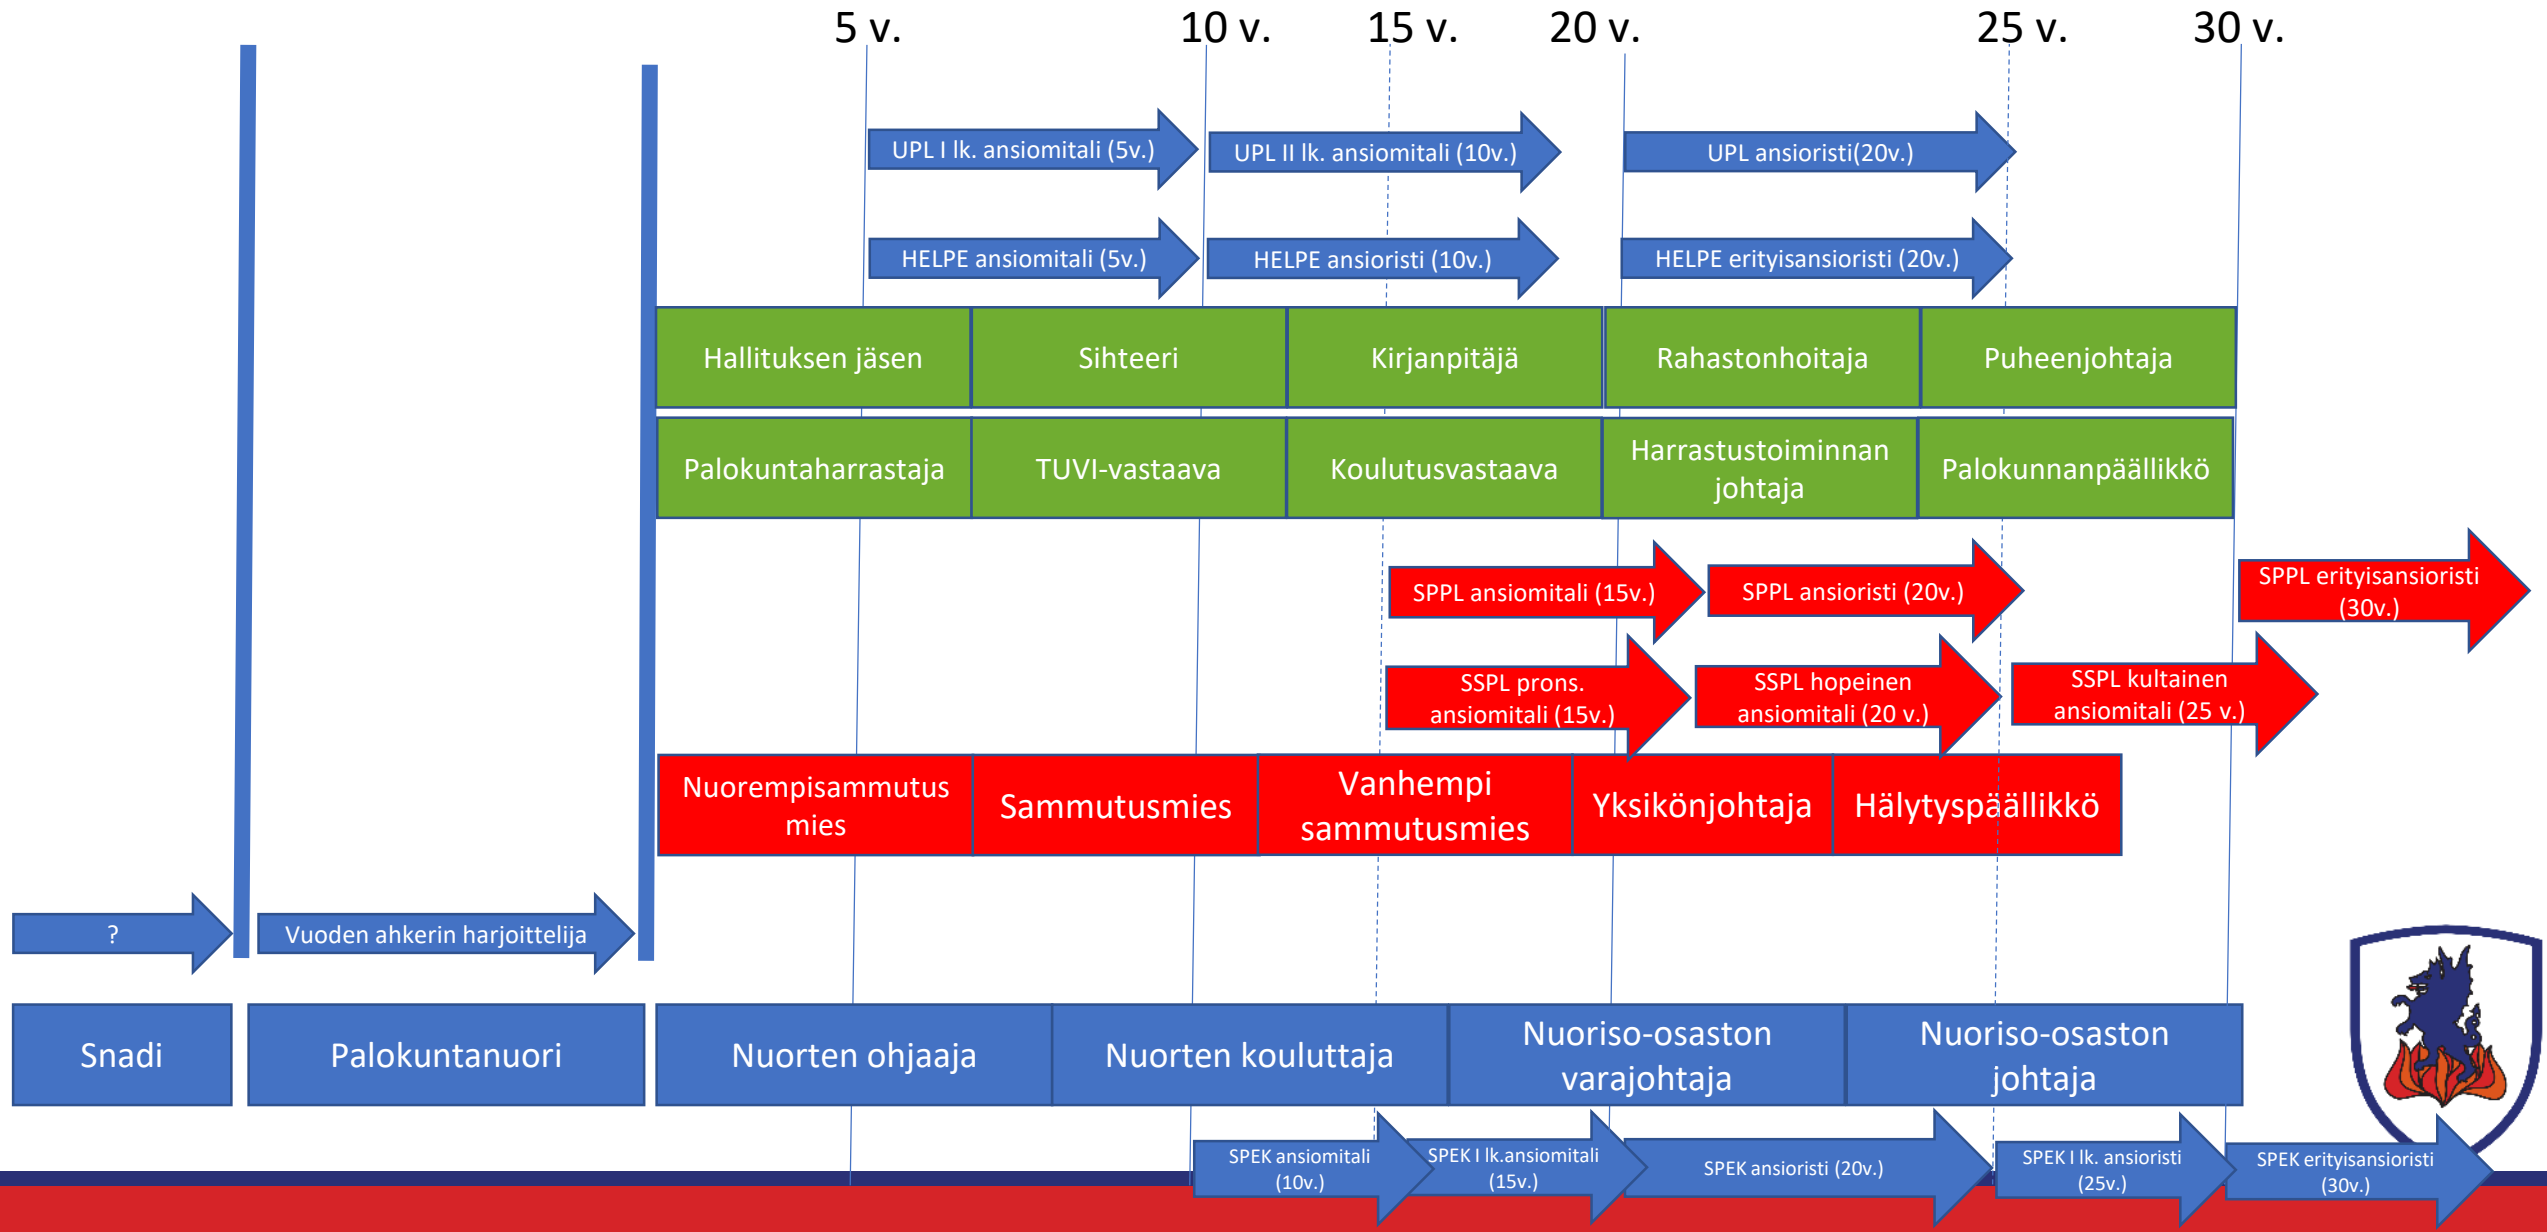 5 v.
10 v.
15 v.
20 v.
25 v.
30 v.
UPL I lk. ansiomitali (5v.)
UPL II lk. ansiomitali (10v.)
UPL ansioristi(20v.)
HELPE ansiomitali (5v.)
HELPE ansioristi (10v.)
HELPE erityisansioristi (20v.)
Hallituksen jäsen
Sihteeri
Kirjanpitäjä
Rahastonhoitaja
Puheenjohtaja
Palokuntaharrastaja
TUVI-vastaava
Koulutusvastaava
Harrastustoiminnan
johtaja
Palokunnanpäällikkö
SPPL ansiomitali (15v.)
SPPL ansioristi (20v.)
SPPL erityisansioristi
(30v.)
SSPL prons.
ansiomitali (15v.)
SSPL hopeinen
ansiomitali (20 v.)
SSPL kultainen
ansiomitali (25 v.)
Nuorempisammutus
mies
Sammutusmies
Vanhempi
sammutusmies
Yksikönjohtaja
Hälytyspäällikkö
?
Vuoden ahkerin harjoittelija
Snadi
Palokuntanuori
Nuorten ohjaaja
Nuorten kouluttaja
Nuoriso-osaston
varajohtaja
Nuoriso-osaston
johtaja
SPEK ansiomitali
(10v.)
SPEK I lk.ansiomitali
(15v.)
SPEK ansioristi (20v.)
SPEK I lk. ansioristi
(25v.)
SPEK erityisansioristi
(30v.)